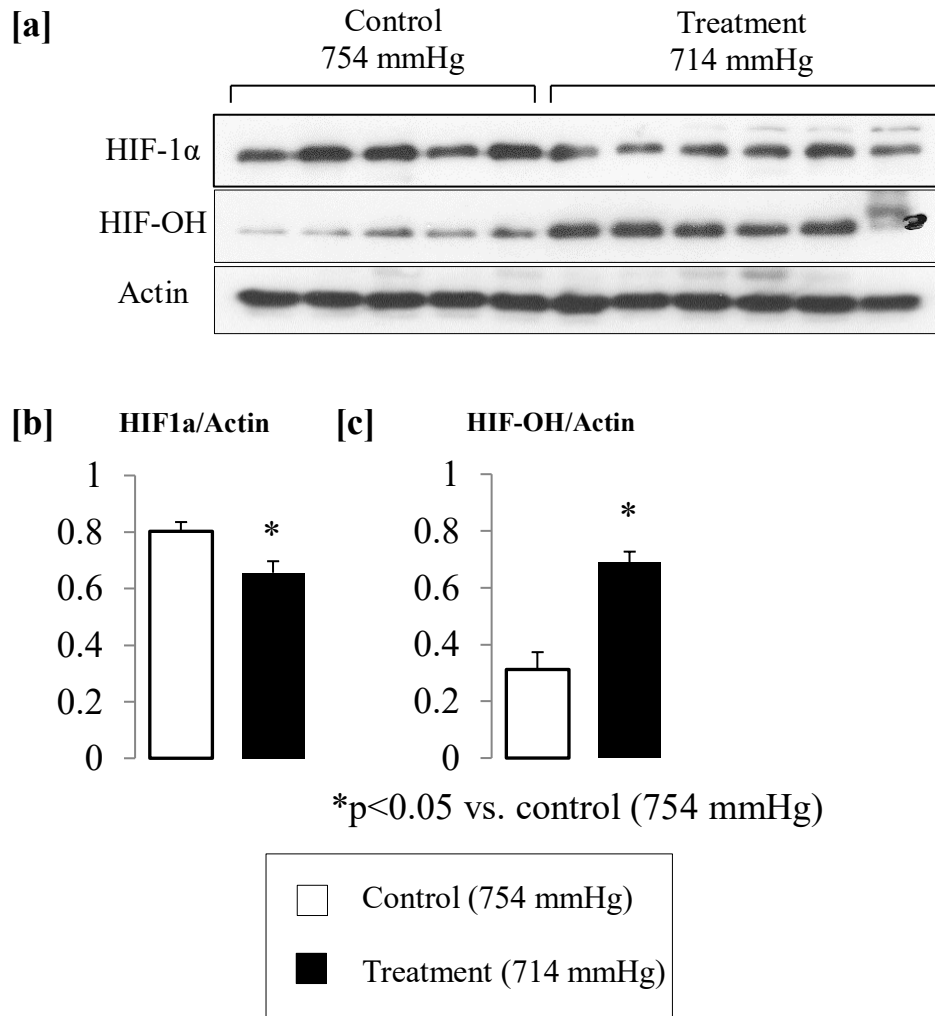 [a]
Control
754 mmHg
Treatment
714 mmHg
HIF-1α
HIF-OH
Actin
[b] HIF1a/Actin
1
0.8
0.6
0.4
0.2
0
*
[c] HIF-OH/Actin
1
0.8
0.6
0.4
0.2
0
*
*p<0.05 vs. control (754 mmHg)
Control (754 mmHg)
Treatment (714 mmHg)